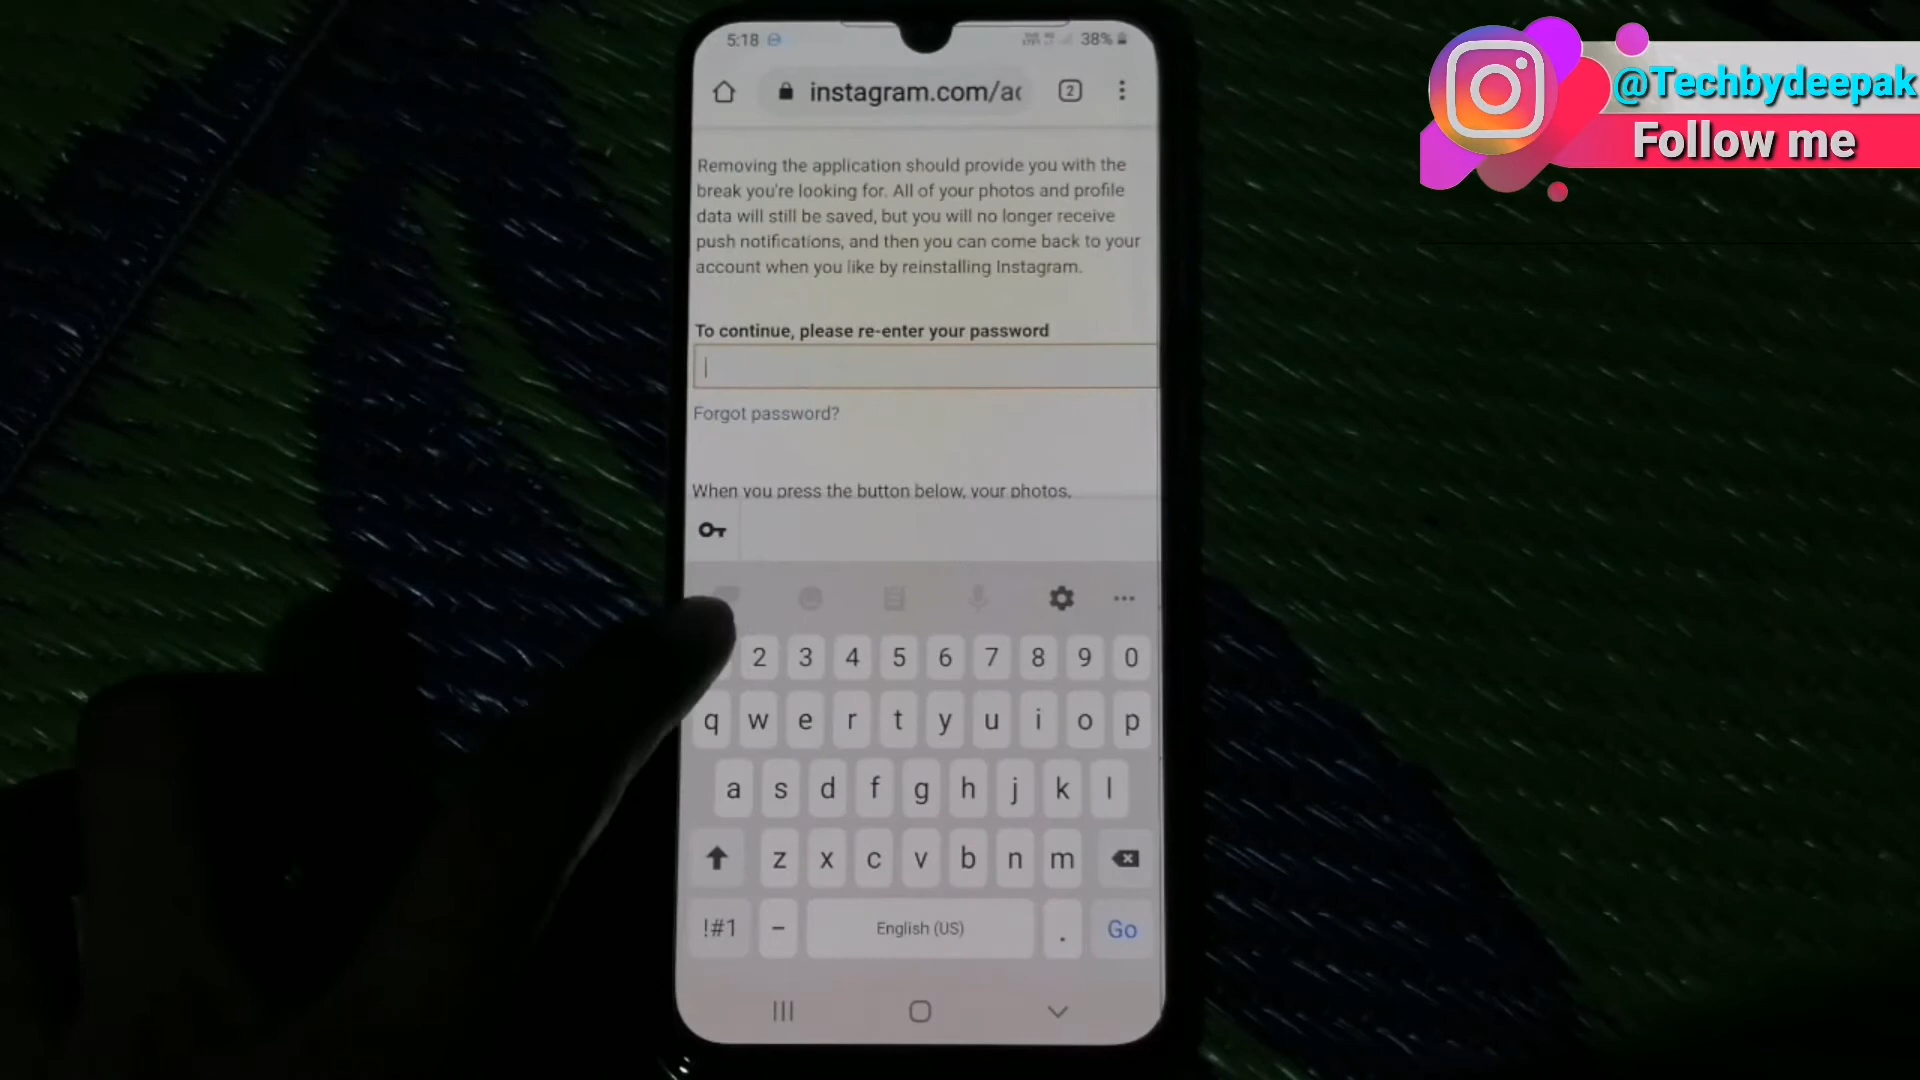 5:18
38%
instagram.com/ac
2
Removing the application should provide you with the
break you're looking for. All of your photos and profile
data will still be saved, but you will no longer receive
push notifications, and then you can come back to your
account when you like by reinstalling Instagram.
To continue, please re-enter your password
Forgot password?
When you press the button below, your photos,
2 3 4 5 6 7 8 9 0
q w e r t y u i o p
a s d f g h j k l
z x c v b n m
!#1 - English (US) . Go
@Techbydeepak
Follow me